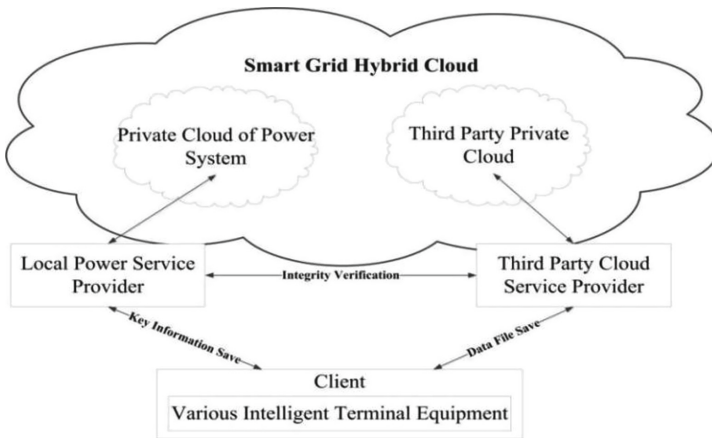 Smart Grid Hybrid Cloud
Private Cloud of Power
System
Third Party Private
Cloud
Local Power Service
Provider
Integrity Verification
Third Party Cloud
Service Provider
Key Information Save
Data File Save
Client
Various Intelligent Terminal Equipment